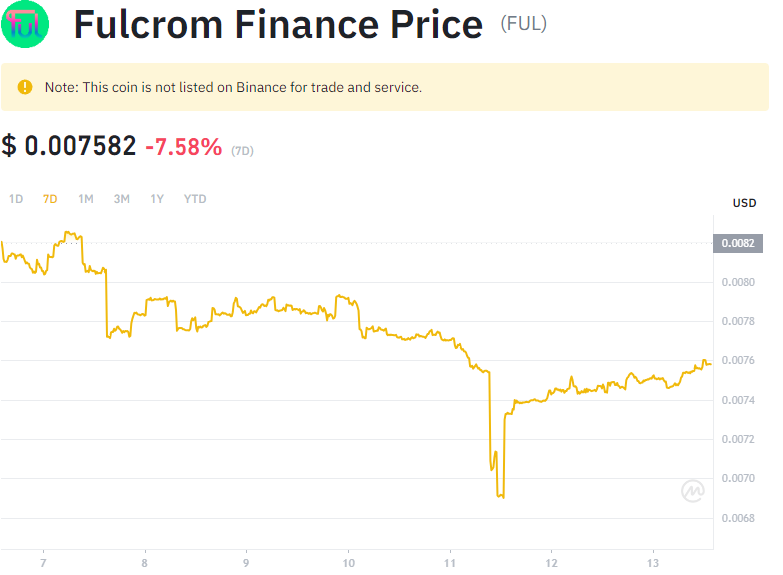 Ful
Fulcrom Finance Price (FUL)
Note: This coin is not listed on Binance for trade and service.
$ 0.007582 -7.58% (7D)
1D 7D 1M 3M 1Y YTD
USD
0.0082
0.0080
0.0078
0.0076
0.0074
0.0072
0.0070
0.0068
7 8 9 10 11 12 13